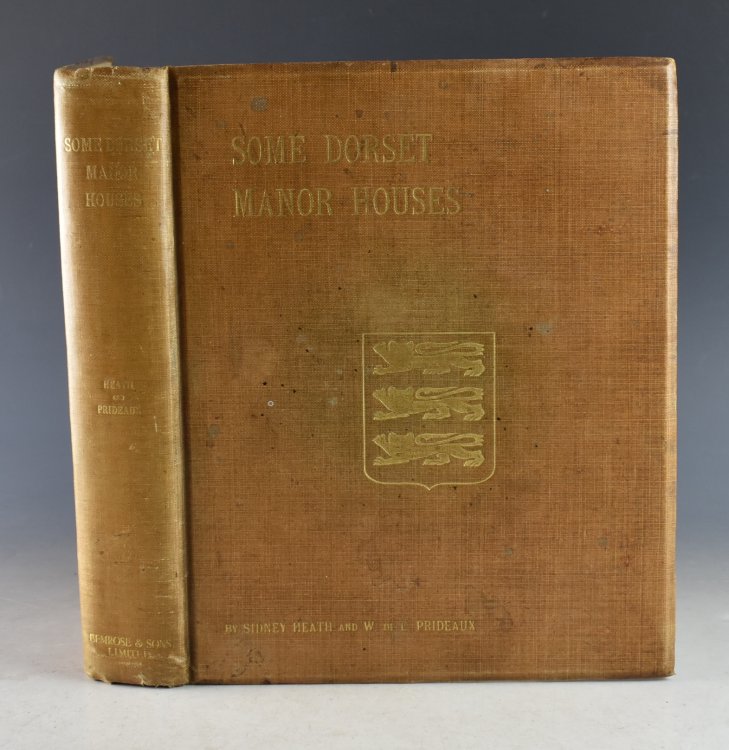 SOME DORSET
MANOR
HOUSES
HEATH
AND
PRIDEAUX
BEMROSE & SONS
LIMITED
SOME DORSET
MANOR HOUSES
BY SIDNEY HEATH AND W. DE C. PRIDEAUX